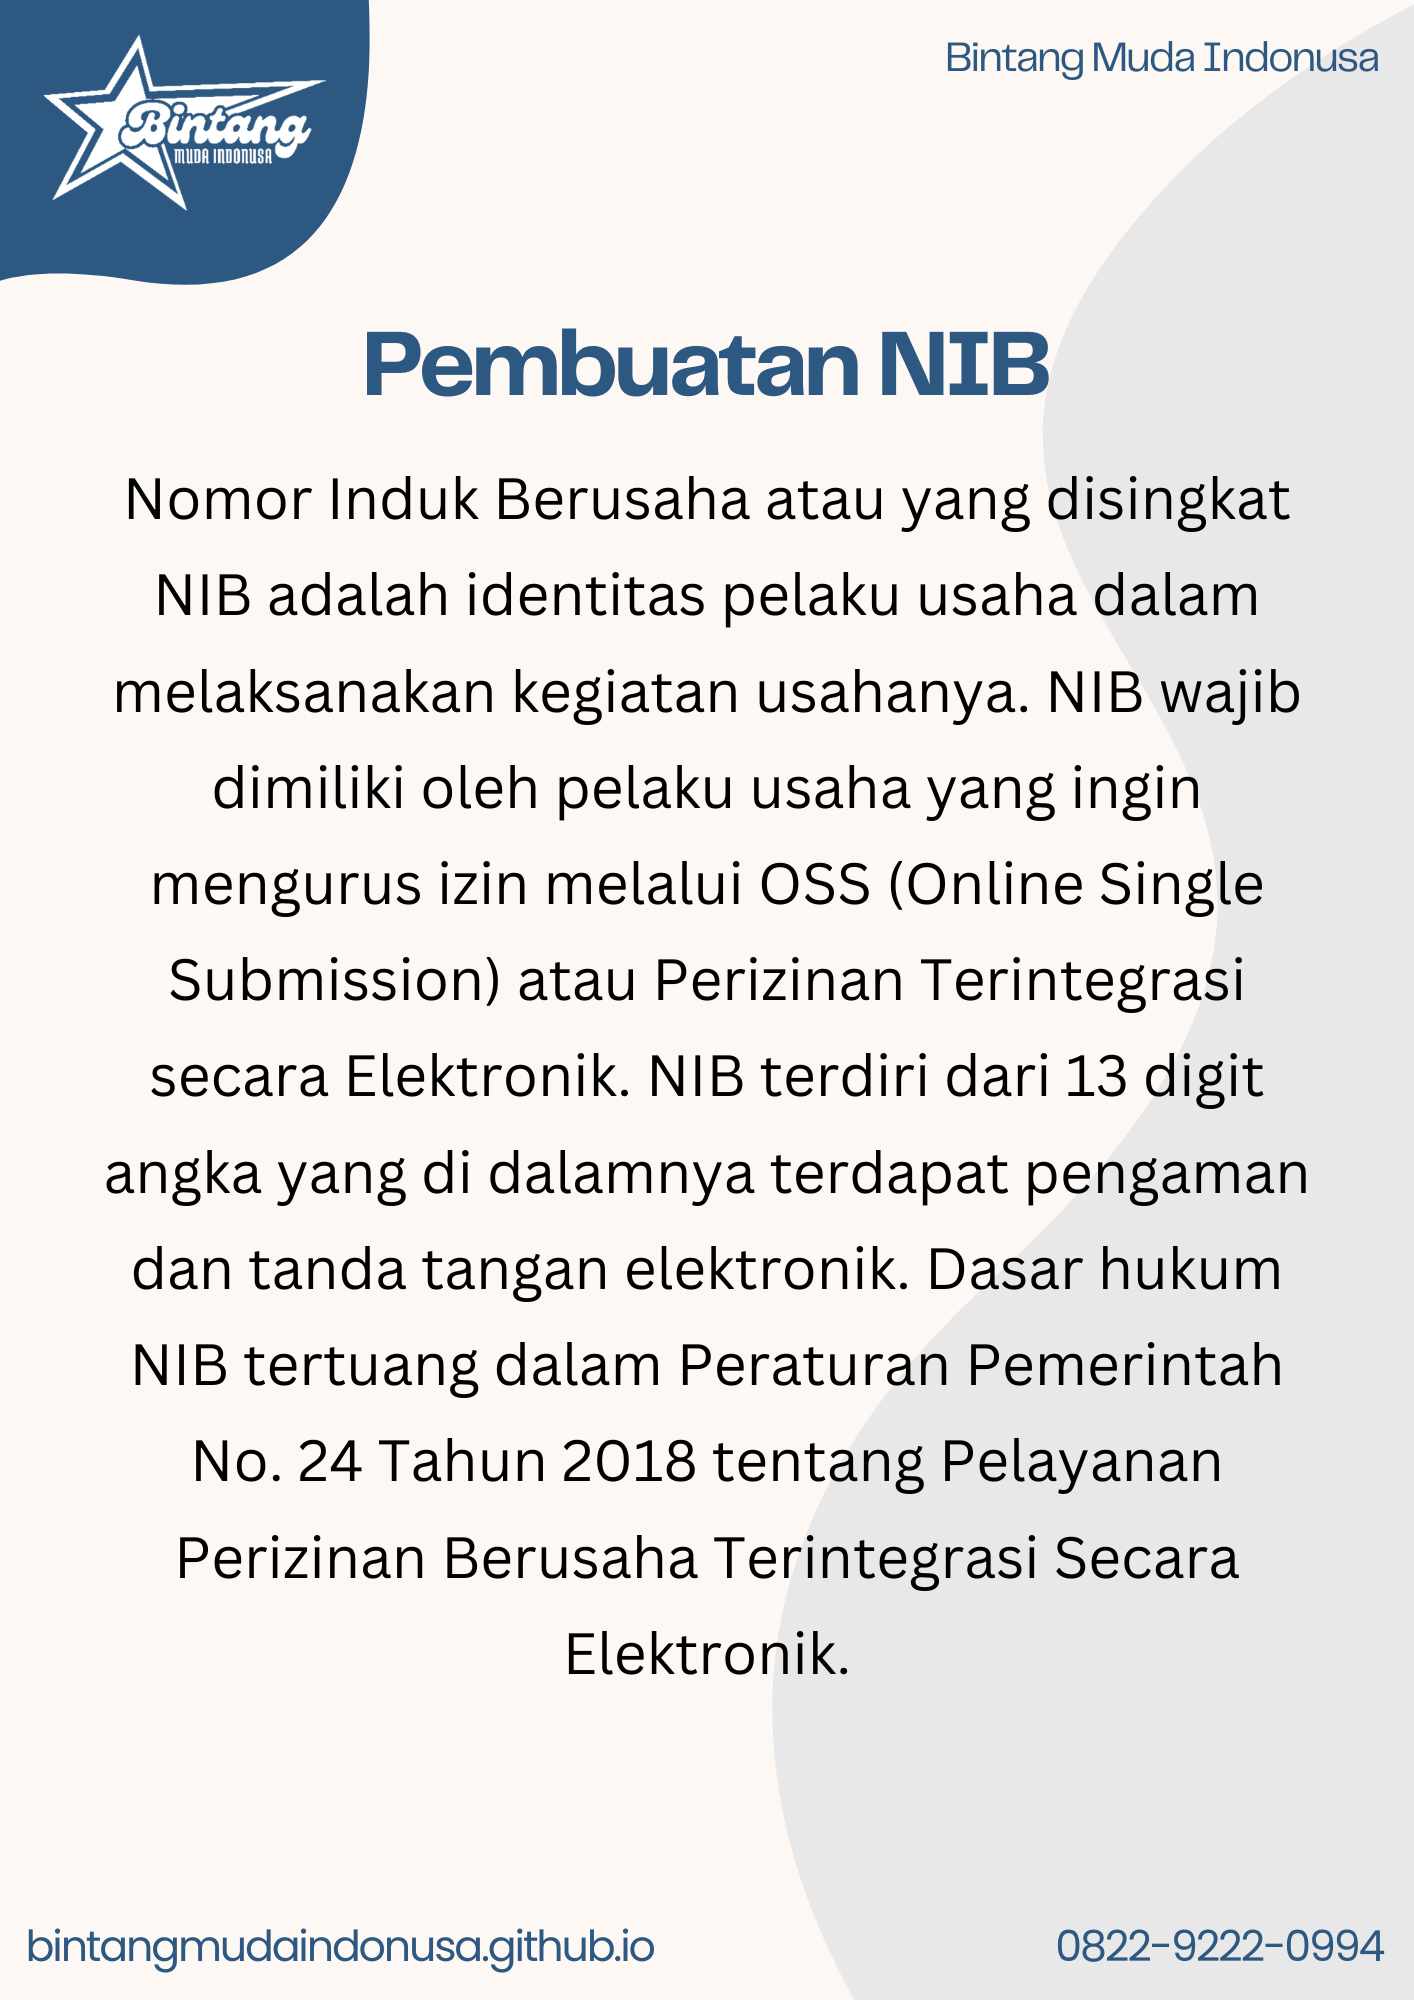 Bintang
MUDA INDONUSA
Bintang Muda Indonusa
Pembuatan NIB
Nomor Induk Berusaha atau yang disingkat
NIB adalah identitas pelaku usaha dalam
melaksanakan kegiatan usahanya. NIB wajib
dimiliki oleh pelaku usaha yang ingin
mengurus izin melalui OSS (Online Single
Submission) atau Perizinan Terintegrasi
secara Elektronik. NIB terdiri dari 13 digit
angka yang di dalamnya terdapat pengaman
dan tanda tangan elektronik. Dasar hukum
NIB tertuang dalam Peraturan Pemerintah
No. 24 Tahun 2018 tentang Pelayanan
Perizinan Berusaha Terintegrasi Secara
Elektronik.
bintangmudaindonusa.github.io
0822-9222-0994